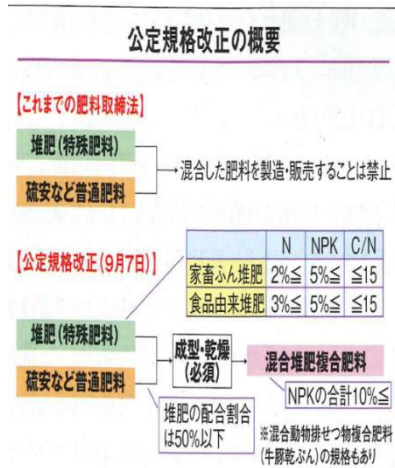 公定規格改正の概要
【これまでの肥料取締法】
堆肥(特殊肥料)
硫安など普通肥料
混合した肥料を製造・販売することは禁止
【公定規格改正(9月7日)】
N NPK C/N
家畜ふん堆肥 2%≦ 5%≦ ≦15
食品由来堆肥 3%≦ 5%≦ ≦15
堆肥(特殊肥料)
硫安など普通肥料
成型・乾燥
(必須)
混合堆肥複合肥料
NPKの合計10%≦
堆肥の配合割合
は50%以下
※混合動物排せつ物複合肥料
(牛豚乾ぷん)の規格もあり